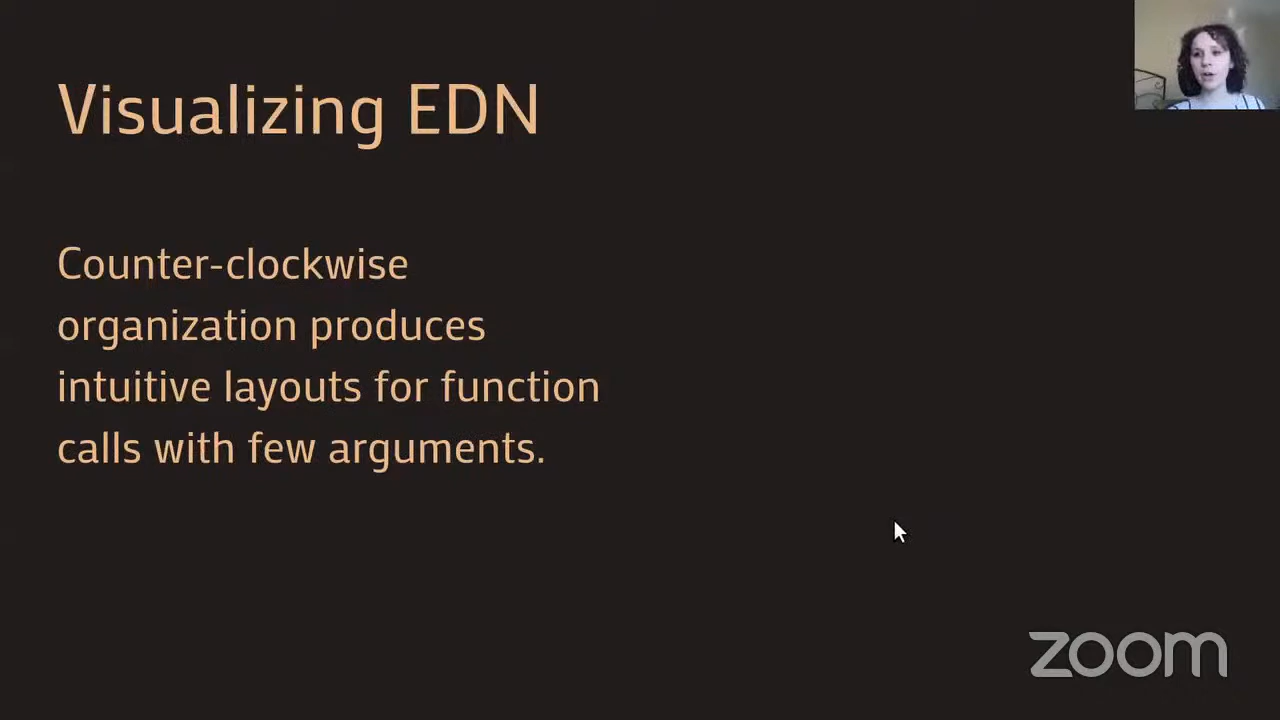 Visualizing EDN
Counter-clockwise
organization produces
intuitive layouts for function
calls with few arguments.
zoom